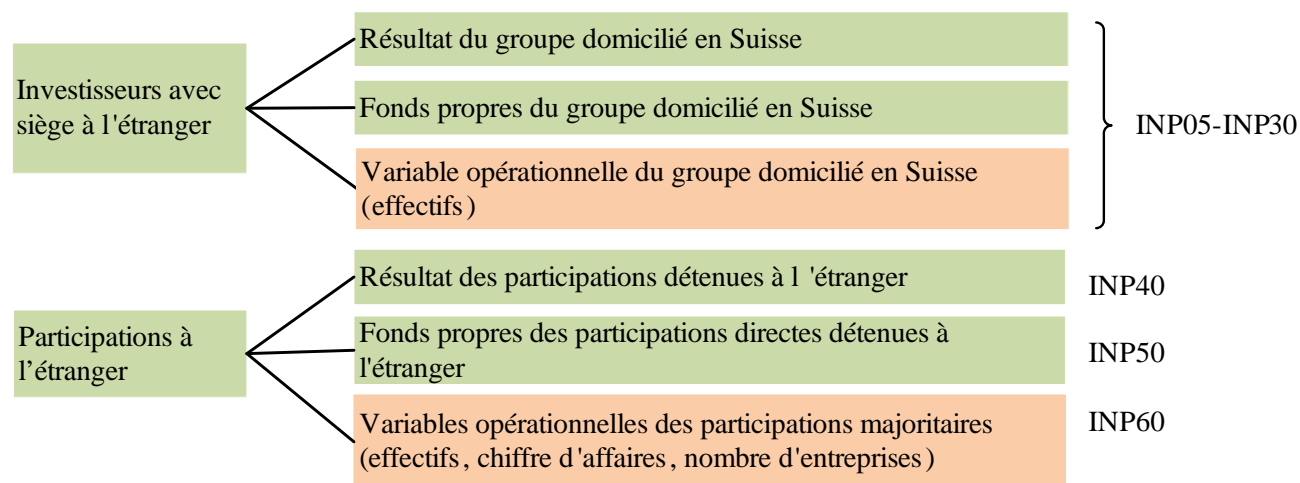 Investisseurs avec
siège à l'étranger
Résultat du groupe domicilié en Suisse
Fonds propres du groupe domicilié en Suisse
Variable opérationnelle du groupe domicilié en Suisse
(effectifs)
INP05-INP30
Participations à
l’étranger
Résultat des participations détenues à l'étranger
INP40
Fonds propres des participations directes détenues à
l'étranger
INP50
Variables opérationnelles des participations majoritaires
(effectifs, chiffre d'affaires, nombre d'entreprises)
INP60